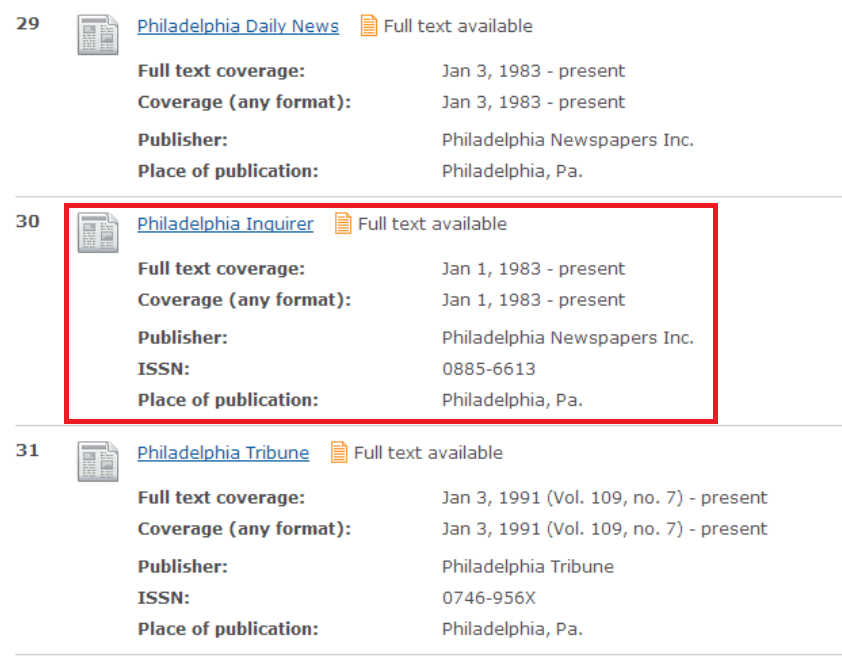 29 Philadelphia Daily News Full text available
Full text coverage: Jan 3, 1983 - present
Coverage (any format): Jan 3, 1983 - present
Publisher: Philadelphia Newspapers Inc.
Place of publication: Philadelphia, Pa.
30 Philadelphia Inquirer Full text available
Full text coverage: Jan 1, 1983 - present
Coverage (any format): Jan 1, 1983 - present
Publisher: Philadelphia Newspapers Inc.
ISSN: 0885-6613
Place of publication: Philadelphia, Pa.
31 Philadelphia Tribune Full text available
Full text coverage: Jan 3, 1991 (Vol. 109, no. 7) - present
Coverage (any format): Jan 3, 1991 (Vol. 109, no. 7) - present
Publisher: Philadelphia Tribune
ISSN: 0746-956X
Place of publication: Philadelphia, Pa.